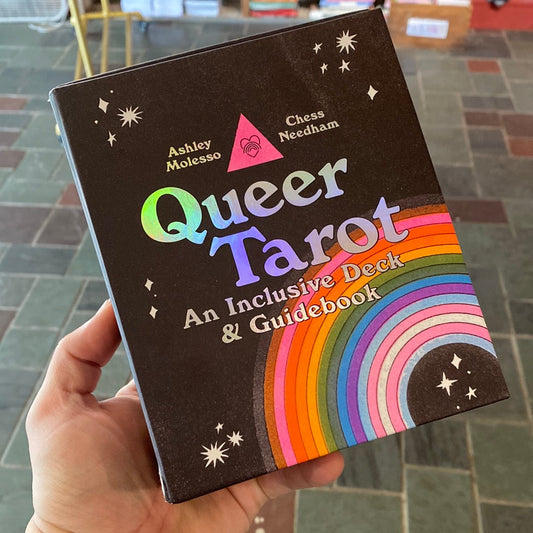 Ashley
Molesso
Chess
Needham
Queer
Tarot
An Inclusive Deck
& Guidebook